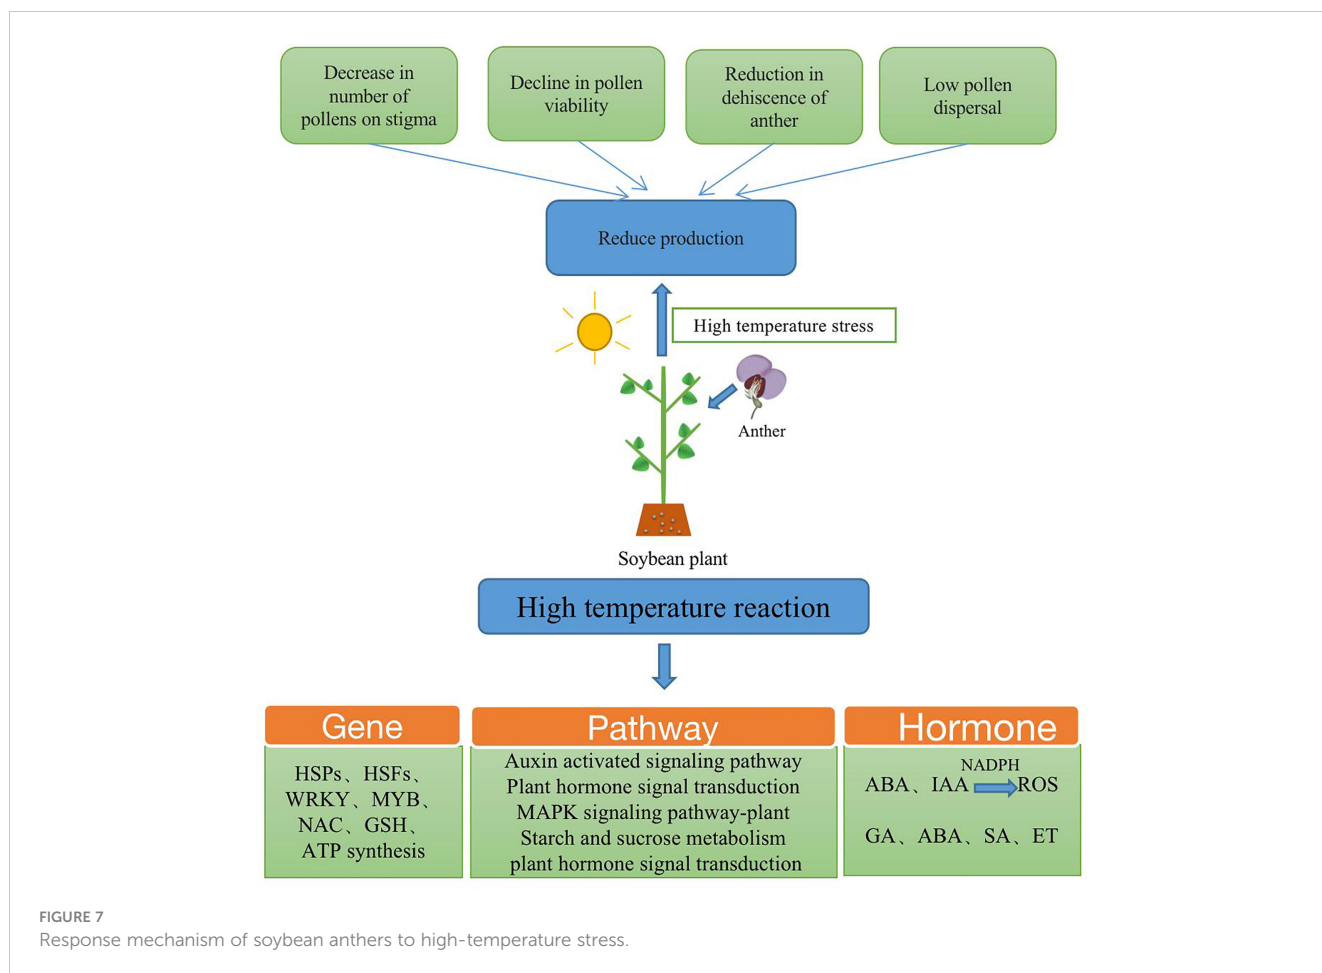 Decrease in
number of
pollens on stigma
Decline in pollen
viability
Reduction in
dehiscence of
anther
Low pollen
dispersal
Reduce production
High temperature stress
Anther
Soybean plant
High temperature reaction
Gene
HSPs、HSFs、
WRKY、MYB、
NAC、GSH、
ATP synthesis
Pathway
Auxin activated signaling pathway
Plant hormone signal transduction
MAPK signaling pathway-plant
Starch and sucrose metabolism
plant hormone signal transduction
Hormone
NADPH
ABA、IAA ROS
GA、ABA、SA、ET
FIGURE 7
Response mechanism of soybean anthers to high-temperature stress.